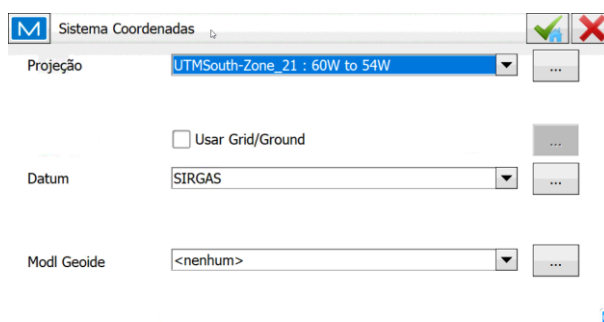 M Sistema Coordenadas
Projeção UTMSouth-Zone_21 : 60W to 54W ...
Usar Grid/Ground ...
Datum SIRGAS ...
Modl Geoide <nenhum> ...